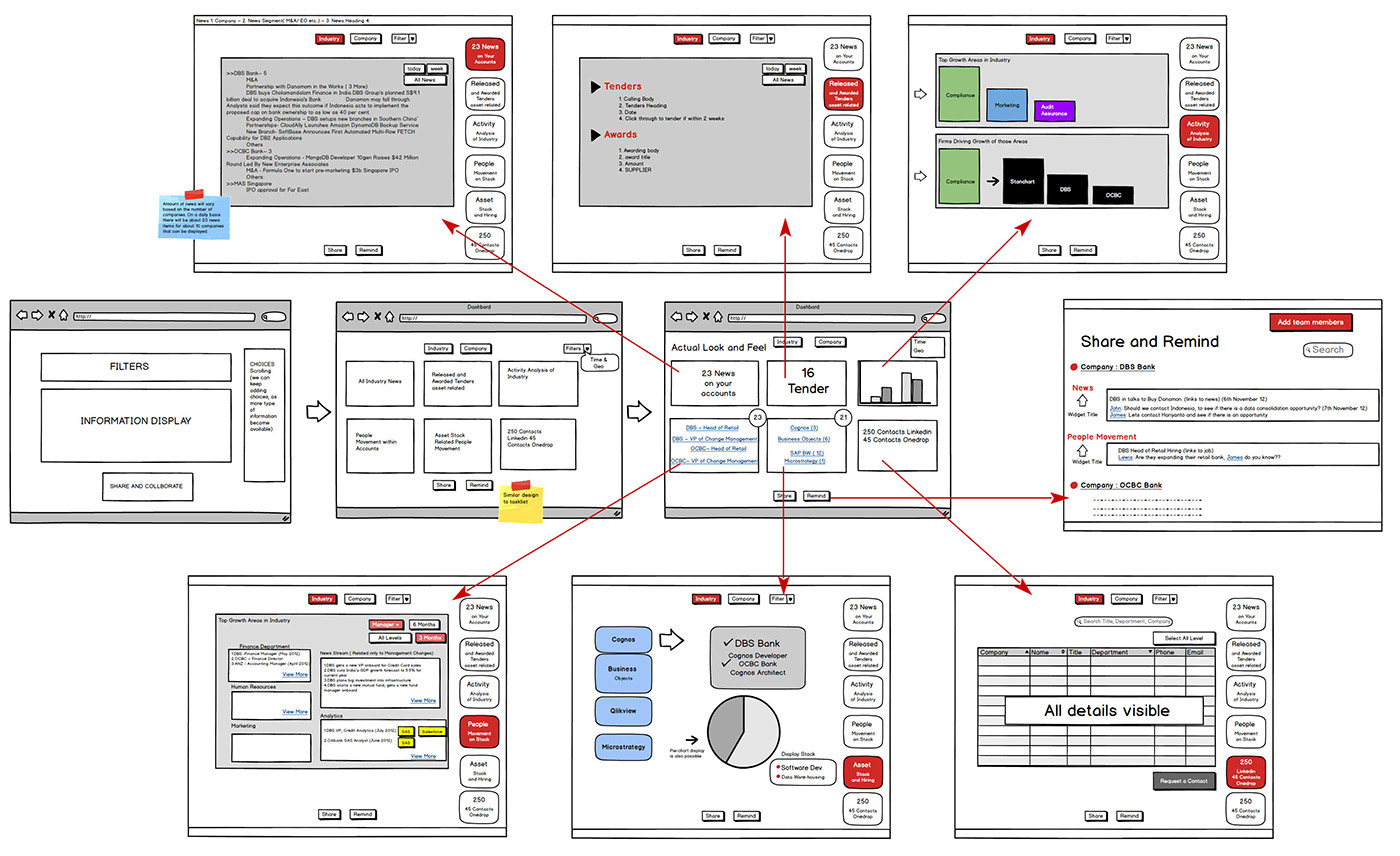 News 1. Company - 2. News Segment( M&A/ EO etc.) - 3. News Heading 4.
Industry
Company
Filter
today
week
All News
>>DBS Bank- 5
M&A
Partnership with Danamom in the Works ( 3 More)
DBS buys Cholamandalam Finance in India DBS Group's planned S$9.1
billion deal to acquire Indonesia's Bank Danamon may fall through.
Analysts said they expect this outcome if Indonesia acts to implement the
proposed cap on bank ownership to as low as 40 per cent.
Expanding Operations - DBS setups new branches in Southern China'
Partnerships- Cloudfily Launches Amazon DynamoDB Backup Service
New Branch- SoftBase Announces First Automated Multi-Row FETCH
Capability for DB2 Applications
Others
>>OCBC Bank- 3
Expanding Operations - MongoDB Developer 10gen Raises $42 Million
Round Led By New Enterprise Associates
M&A - Formula One to start pre-marketing $3b Singapore IPO
Others
>>MAS Singapore
IPO approval for Far East
Amount of news will vary
based on the number of
companies. On a daily basis
there will be about 20 news
items for about 10 companies
that can be displayed
23 News
on Your
Accounts
Released
and Awarded
Tenders
asset related
Activity
Analysis
of Industry
People
Movement
on Stock
Asset
Stack
and Hiring
250
45 Contacts
Onedrop
Share
Remind
Industry
Company
Filter
today
week
All News
Tenders
1. Calling Body
2. Tenders Heading
3. Date
4. Click through to tender if within 2 weeks
Awards
1. Awarding body
2. award title
3. Amount
4. SUPPLIER
23 News
on Your
Accounts
Released
and Awarded
Tenders
asset related
Activity
Analysis
of Industry
People
Movement
on Stock
Asset
Stack
and Hiring
250
45 Contacts
Onedrop
Share
Remind
Industry
Company
Filter
Top Growth Areas in Industry
Compliance
Marketing
Audit
Assurance
Firms Driving Growth of those Areas
Compliance
Stanchart
DBS
OCBC
23 News
on Your
Accounts
Released
and Awarded
Tenders
asset related
Activity
Analysis
of Industry
People
Movement
on Stock
Asset
Stack
and Hiring
250
45 Contacts
Onedrop
Share
Remind
http://
FILTERS
INFORMATION DISPLAY
SHARE AND COLLBORATE
CHOICES
Scrolling
(we can
keep
adding
choices, as
more type
of
information
become
available)
Dashbord
http://
Industry
Company
Filters
Time &
Geo
All Industry News
Released and
Awarded Tenders
asset related
Activity Analysis of
Industry
People
Movement within
Accounts
Asset Stack
Related People
Movement
250 Contacts
Linkedin 45
Contacts Onedrop
Share
Remind
Similar design
to tasklist
Dashbord
http://
Actual Look and Feel
Industry
Company
Time
Geo
23 News
on your
accounts
16
Tender
23
21
DBS - Head of Retail
DBS - VP of Change Management
OCBC- Head of Retail
OCBC- VP of Change Management
Cognos (3)
Business Objects (6)
SAP BW ( 12)
Microstrategy (1)
250 Contacts Linkedin
45 Contacts Onedrop
Share
Remind
Add team members
Share and Remind
Search
Company : DBS Bank
News
Widget Title
DBS in talks to Buy Danamon. (links to news) (6th November 12)
John: Should we contact Indonesia, to see if there is a data consolidation opportunity? (7th November 12)
James: Lets contact Hariyanto and see if there is an opportunity
People Movement
Widget Title
DBS Head of Retail Hiring (links to job)
Lewis: Are they expanding their retail bank, James do you know??
Company : OCBC Bank
Industry
Company
Filter
Top Growth Areas in Industry
Manager +
6 Months
All Levels
3 Months
Finance Department
1.DBS -Finance Manager (May 2012)
2.OCBC - Finance Director
3.ANZ - Accounting Manager (April 2012)
View More
Human Resources
View More
Marketing
News Stream ( Related only to Management Changes)
1.DBS gets a new VP onboard for Credit Card sales
2.DBS cuts India's GDP growth forecast to 5.5% for
current year
3.DBS plans big investment into infrastructure
4.DBS starts a new mutual fund, gets a new fund
manager onboard
View More
Analytics
1.DBS VP, Credit Analytics (July 2012)
SAS
Salesforce
2.Citibank SAS Analyst (June 2012)
SAS
View More
23 News
on Your
Accounts
Released
and Awarded
Tenders
asset related
Activity
Analysis
of Industry
People
Movement
on Stock
Asset
Stack
and Hiring
250
45 Contacts
Onedrop
Share
Remind
Industry
Company
Filter
Cognos
Business
Objects
Qlikview
Microstrategy
DBS Bank
Cognos Developer
OCBC Bank
Cognos Architect
Pie-chart display
is also possible
Display Stack
Software Dev.
Data Ware-housing
23 News
on Your
Accounts
Released
and Awarded
Tenders
asset related
Activity
Analysis
of Industry
People
Movement
on Stock
Asset
Stack
and Hiring
250
45 Contacts
Onedrop
Share
Remind
Industry
Company
Filter
Search Title, Department, Company
Select All Level
Company
Name
Title
Department
Phone
Email
All details visible
Request a Contact
23 News
on Your
Accounts
Released
and Awarded
Tenders
asset related
Activity
Analysis
of Industry
People
Movement
on Stock
250
Linkedin
45 Contacts
Onedrop
250
45 Contacts
Onedrop
Share
Remind